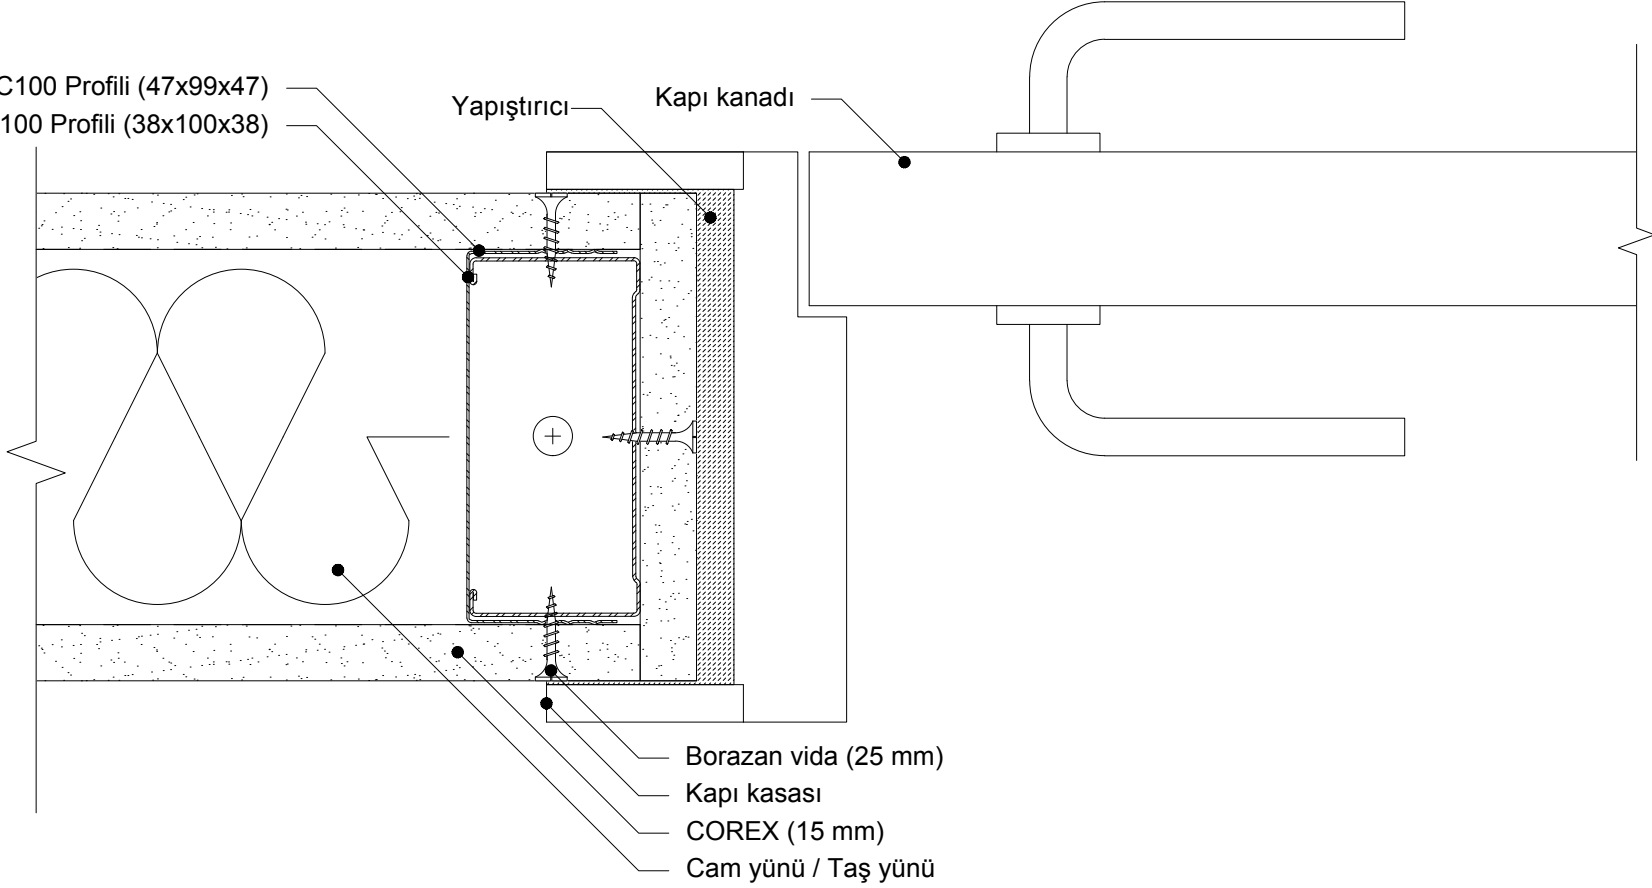 C100 Profili (47x99x47)
100 Profili (38x100x38)
Yapıştırıcı
Kapı kanadı
Borazan vida (25 mm)
Kapı kasası
COREX (15 mm)
Cam yünü / Taş yünü